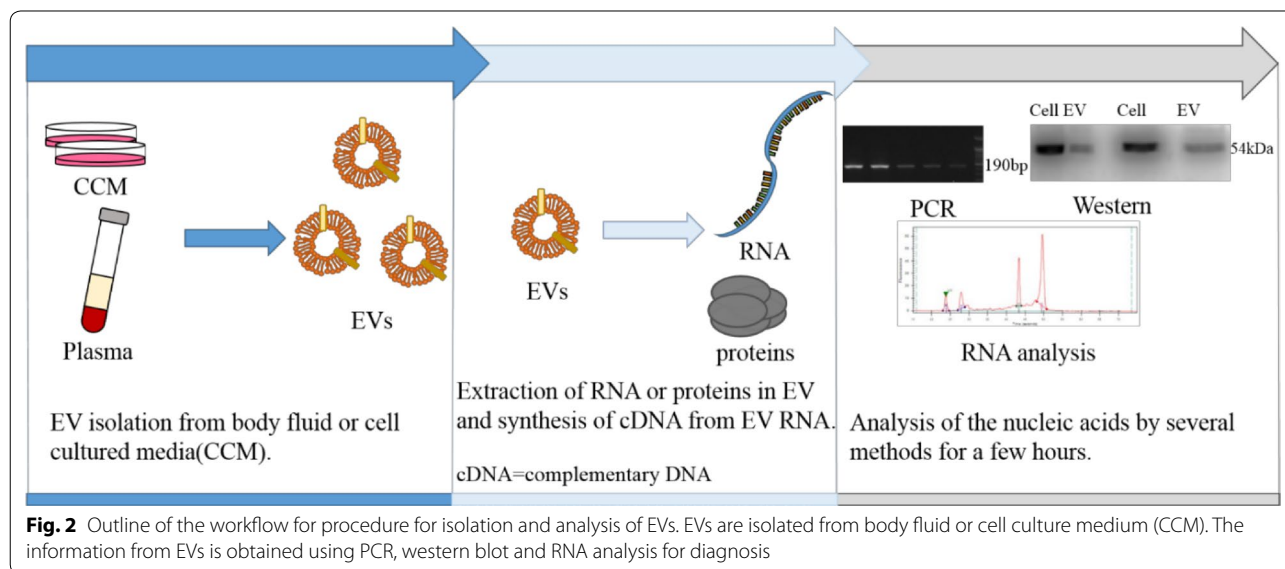 CCM
Plasma
EVs
EV isolation from body fluid or cell
cultured media(CCM).
EVs
RNA
proteins
Extraction of RNA or proteins in EV
and synthesis of cDNA from EV RNA.
cDNA=complementary DNA
Cell EV Cell EV
190bp
54kDa
PCR
Western
RNA analysis
Analysis of the nucleic acids by several
methods for a few hours.
Fig. 2 Outline of the workflow for procedure for isolation and analysis of EVs. EVs are isolated from body fluid or cell culture medium (CCM). The
information from EVs is obtained using PCR, western blot and RNA analysis for diagnosis